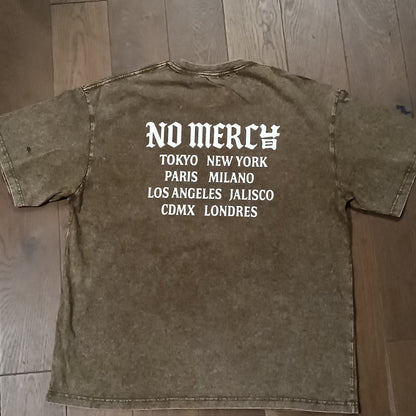 NO MERCH
TOKYO NEW YORK
PARIS MILANO
LOS ANGELES JALISCO
CDMX LONDRES